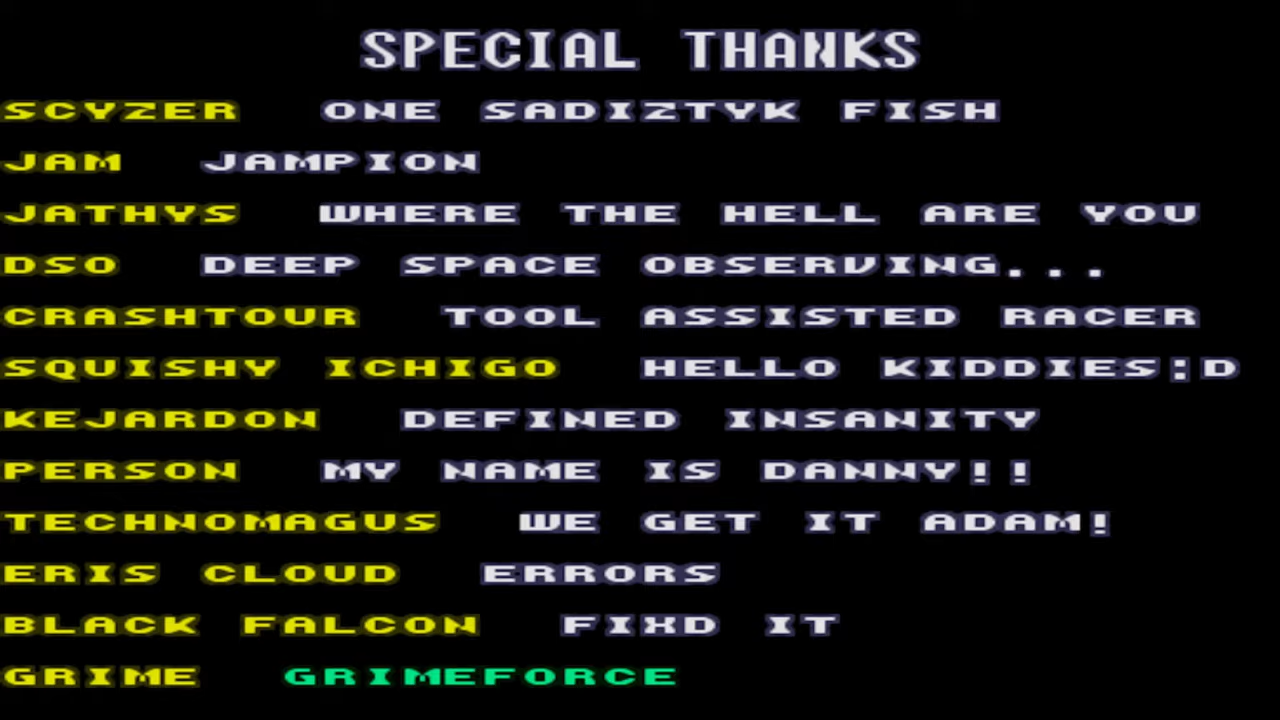 SPECIAL THANKS
SCYZER ONE SADIZTYK FISH
JAM JAMPION
JATHYS WHERE THE HELL ARE YOU
DSO DEEP SPACE OBSERVING...
CRASHTOUR TOOL ASSISTED RACER
SQUISHY ICHIGO HELLO KIDDIES:D
KEJARDON DEFINED INSANITY
PERSON MY NAME IS DANNY!!
TECHNOMAGUS WE GET IT ADAM!
ERIS CLOUD ERRORS
BLACK FALCON FIXD IT
GRIME GRIMEFORCE